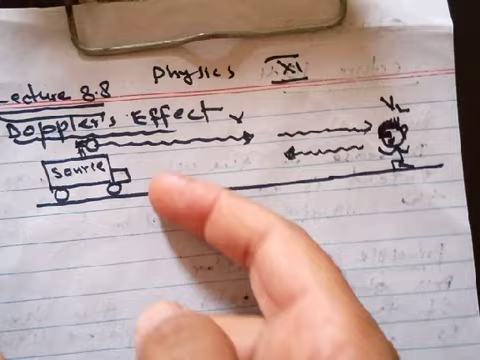 Physics XI
Lecture 8.8
Doppler's Effect
v
VL
Source